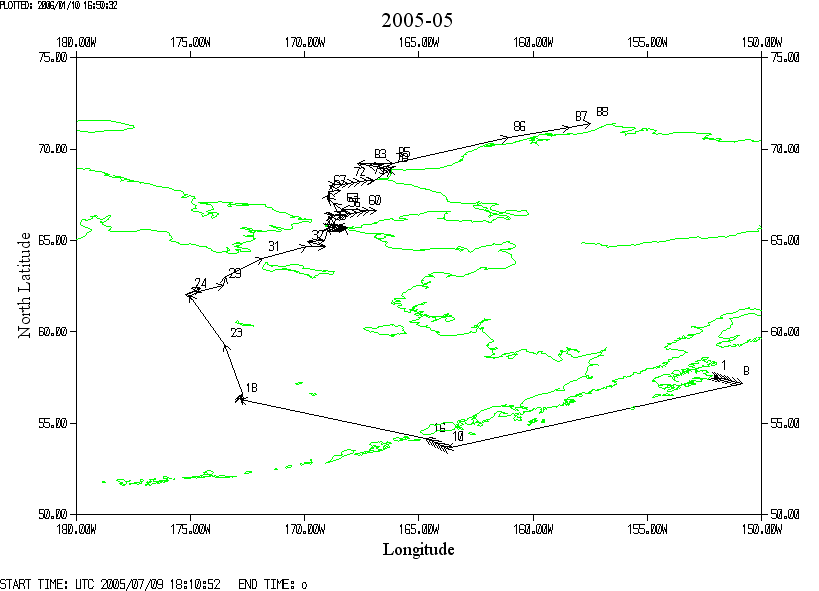 PLOTTED: 2006/01/10 16:50:32
2005-05
180.00W 175.00W 170.00W 165.00W 160.00W 155.00W 150.00W
75.00 75.00
86 87 88
70.00 70.00
83 85
72
67
60
65.00 65.00
31
29
24
North Latitude
60.00 60.00
23
1 8
18
55.00 55.00
16 10
50.00 50.00
180.00W 175.00W 170.00W 165.00W 160.00W 155.00W 150.00W
Longitude
START TIME: UTC 2005/07/09 18:10:52 END TIME: o